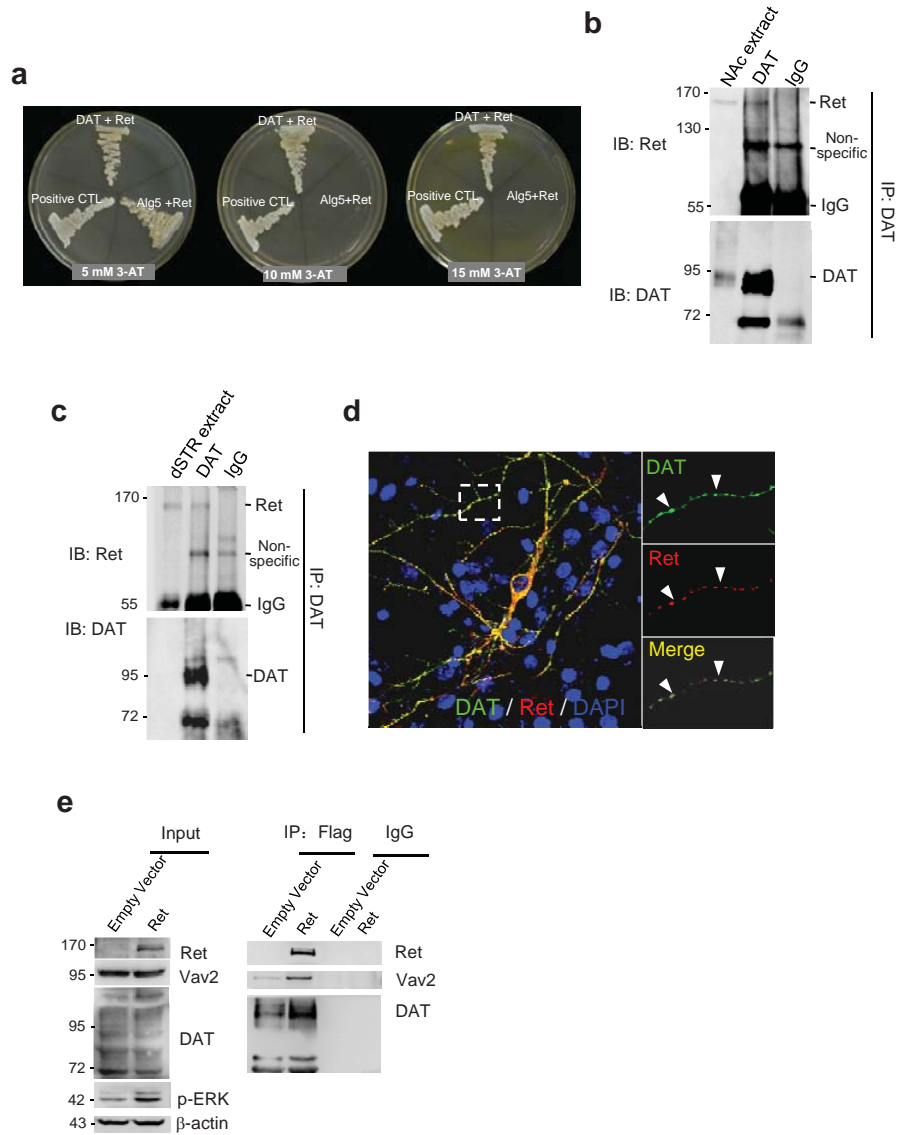 a
DAT + Ret
Positive CTL
Alg5 +Ret
5 mM 3-AT
DAT + Ret
Positive CTL
Alg5+Ret
10 mM 3-AT
DAT + Ret
Positive CTL
Alg5+Ret
15 mM 3-AT
b
NAc extract
DAT
IgG
170
130
55
IB: Ret
Ret
Non-
specific
IgG
95
72
IB: DAT
DAT
IP: DAT
c
dSTR extract
DAT
IgG
170
55
IB: Ret
Ret
Non-
specific
IgG
IB: DAT
95
72
DAT
IP: DAT
d
DAT / Ret / DAPI
DAT
Ret
Merge
e
Input
Empty Vector
Ret
170
Ret
95
Vav2
95
72
DAT
42
p-ERK
43
β-actin
IP: Flag
IgG
Empty Vector
Ret
Empty Vector
Ret
Ret
Vav2
DAT